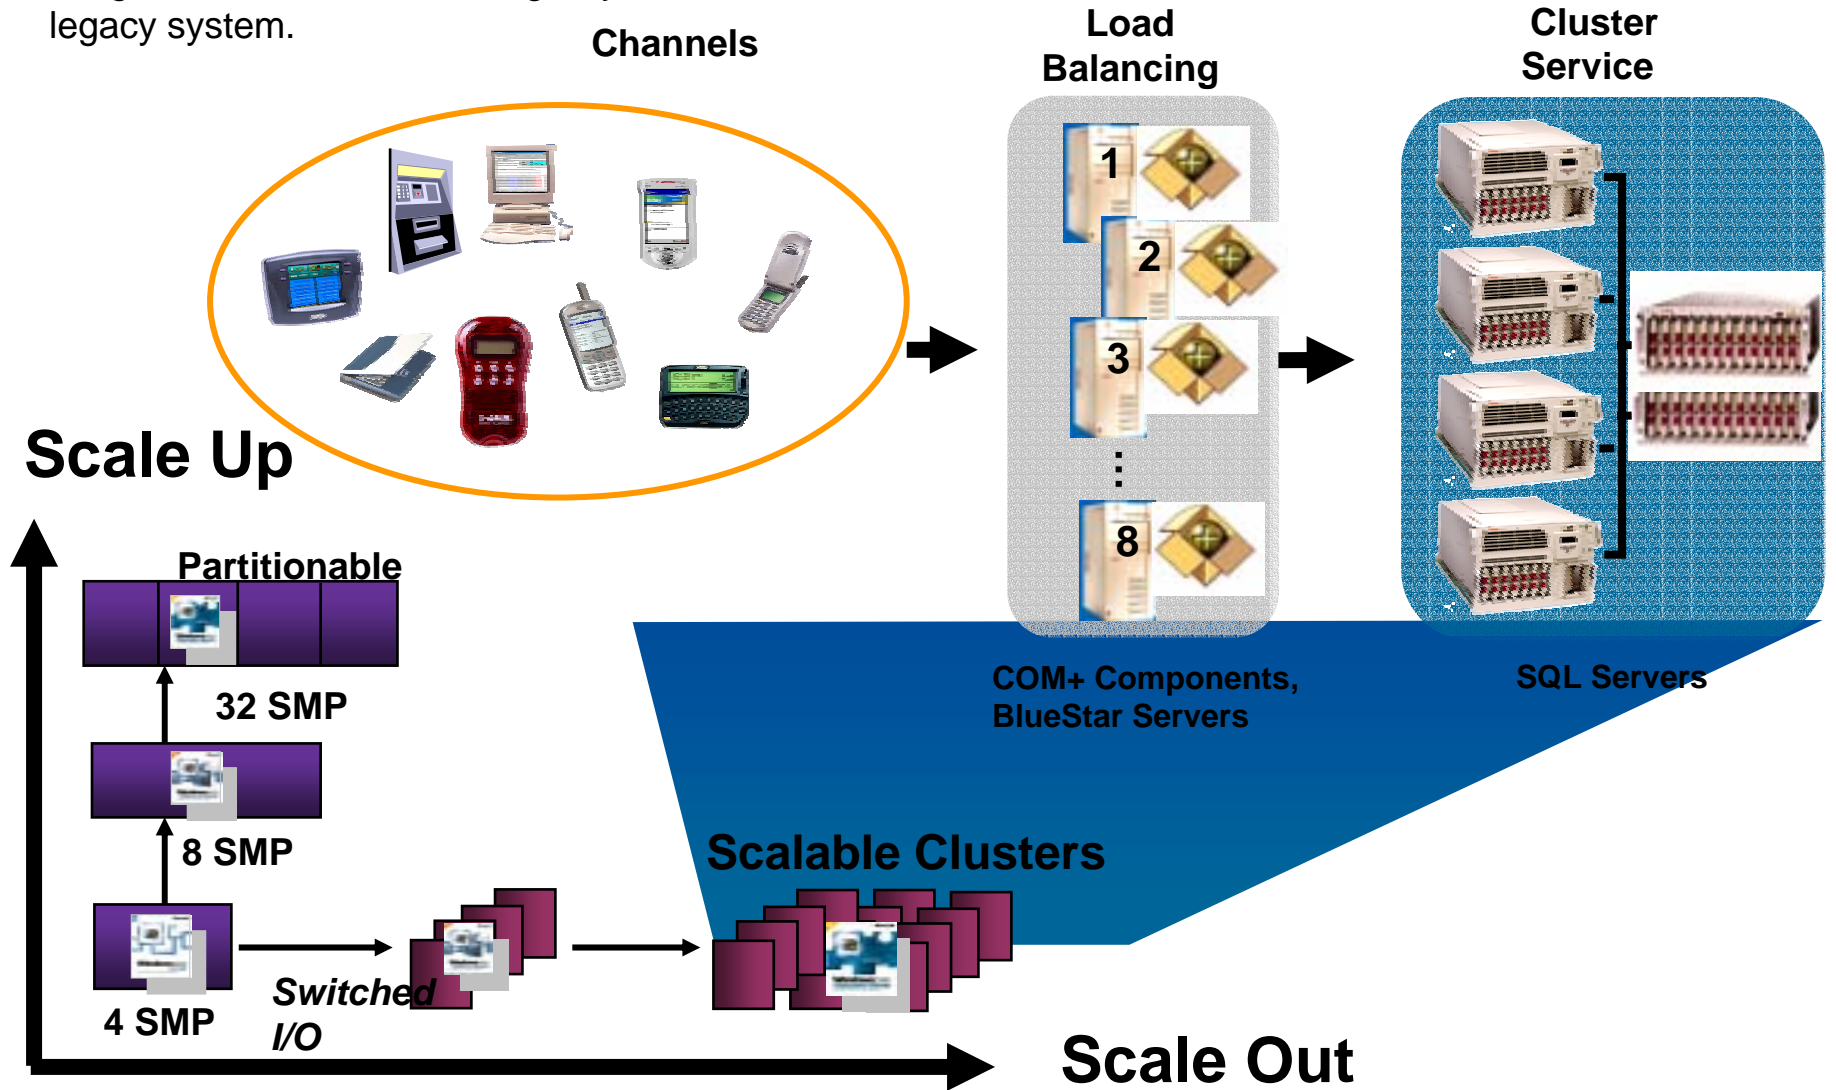 legacy system.
Channels
Load
Balancing
Cluster
Service
1
2
3
8
Scale Up
Partitionable
32 SMP
8 SMP
4 SMP
Switched
I/O
COM+ Components,
BlueStar Servers
SQL Servers
Scalable Clusters
Scale Out